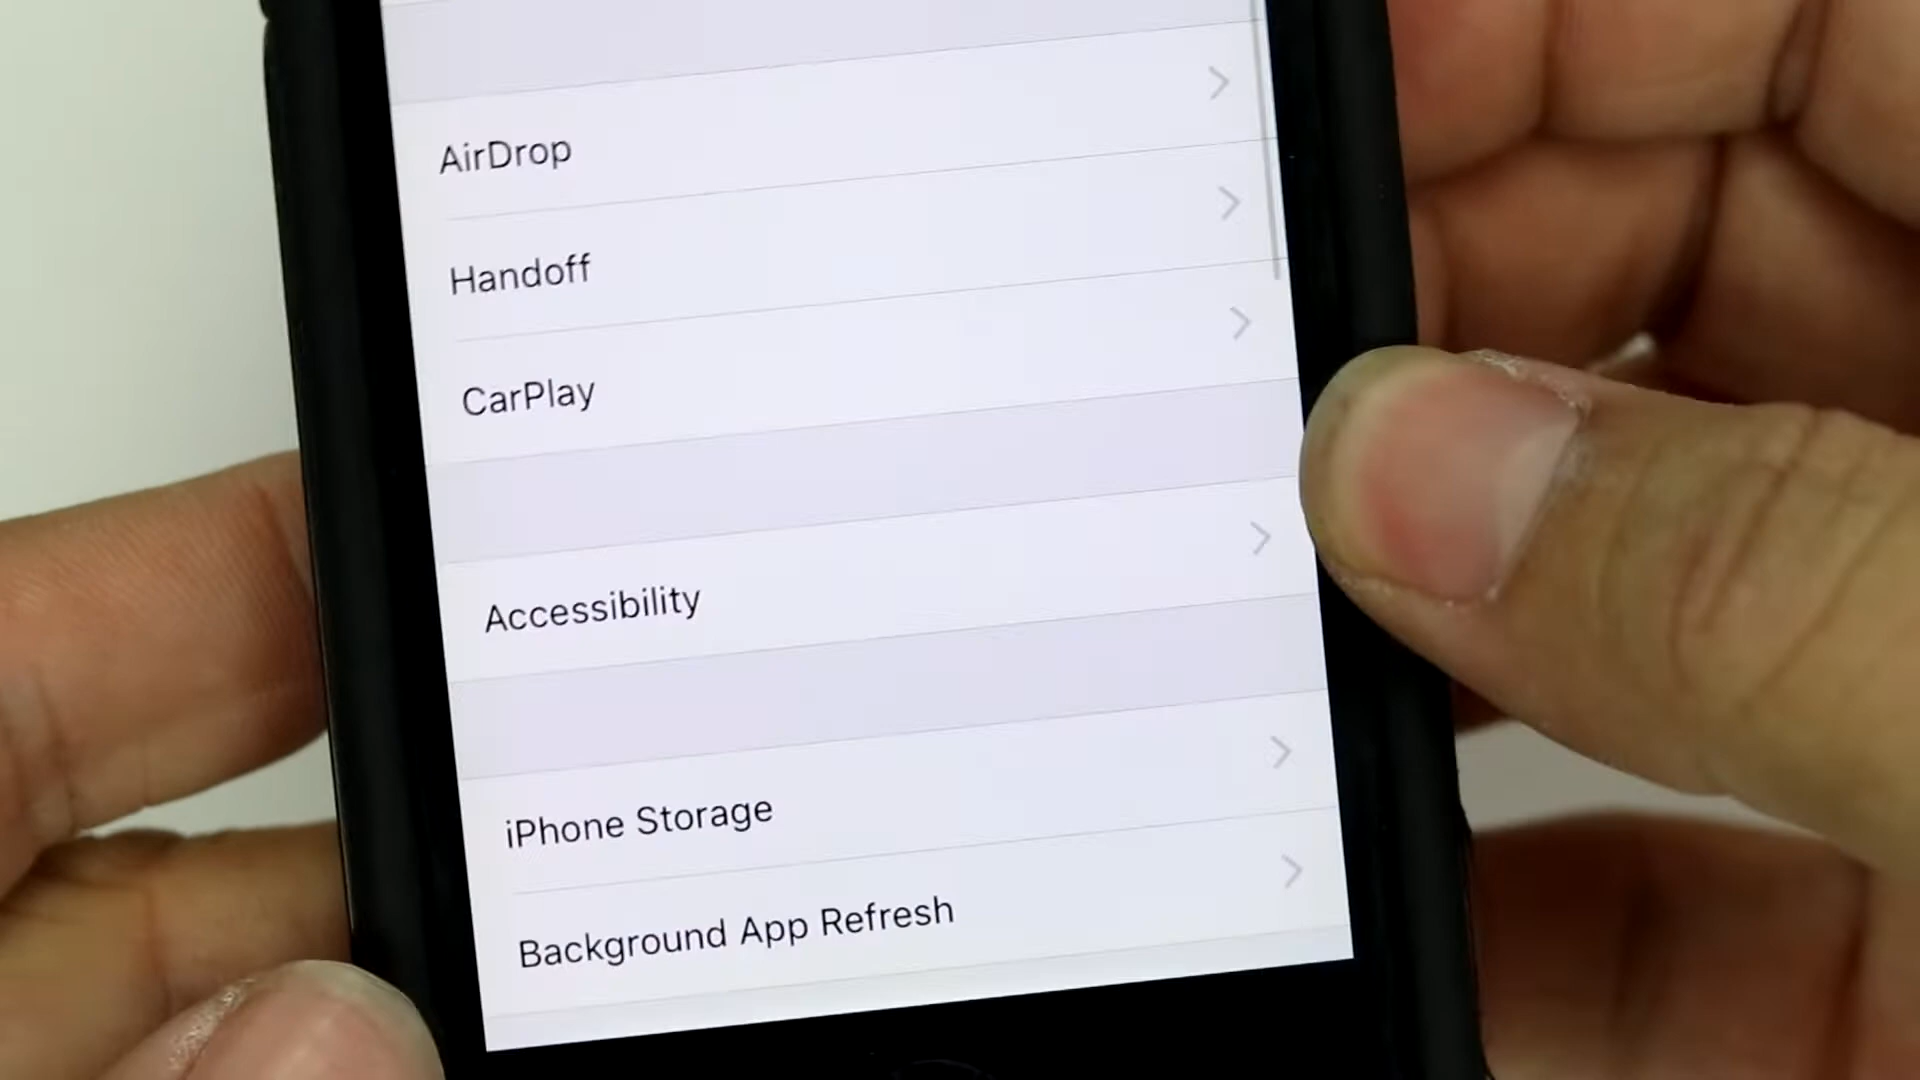 AirDrop
Handoff
CarPlay
Accessibility
iPhone Storage
Background App Refresh